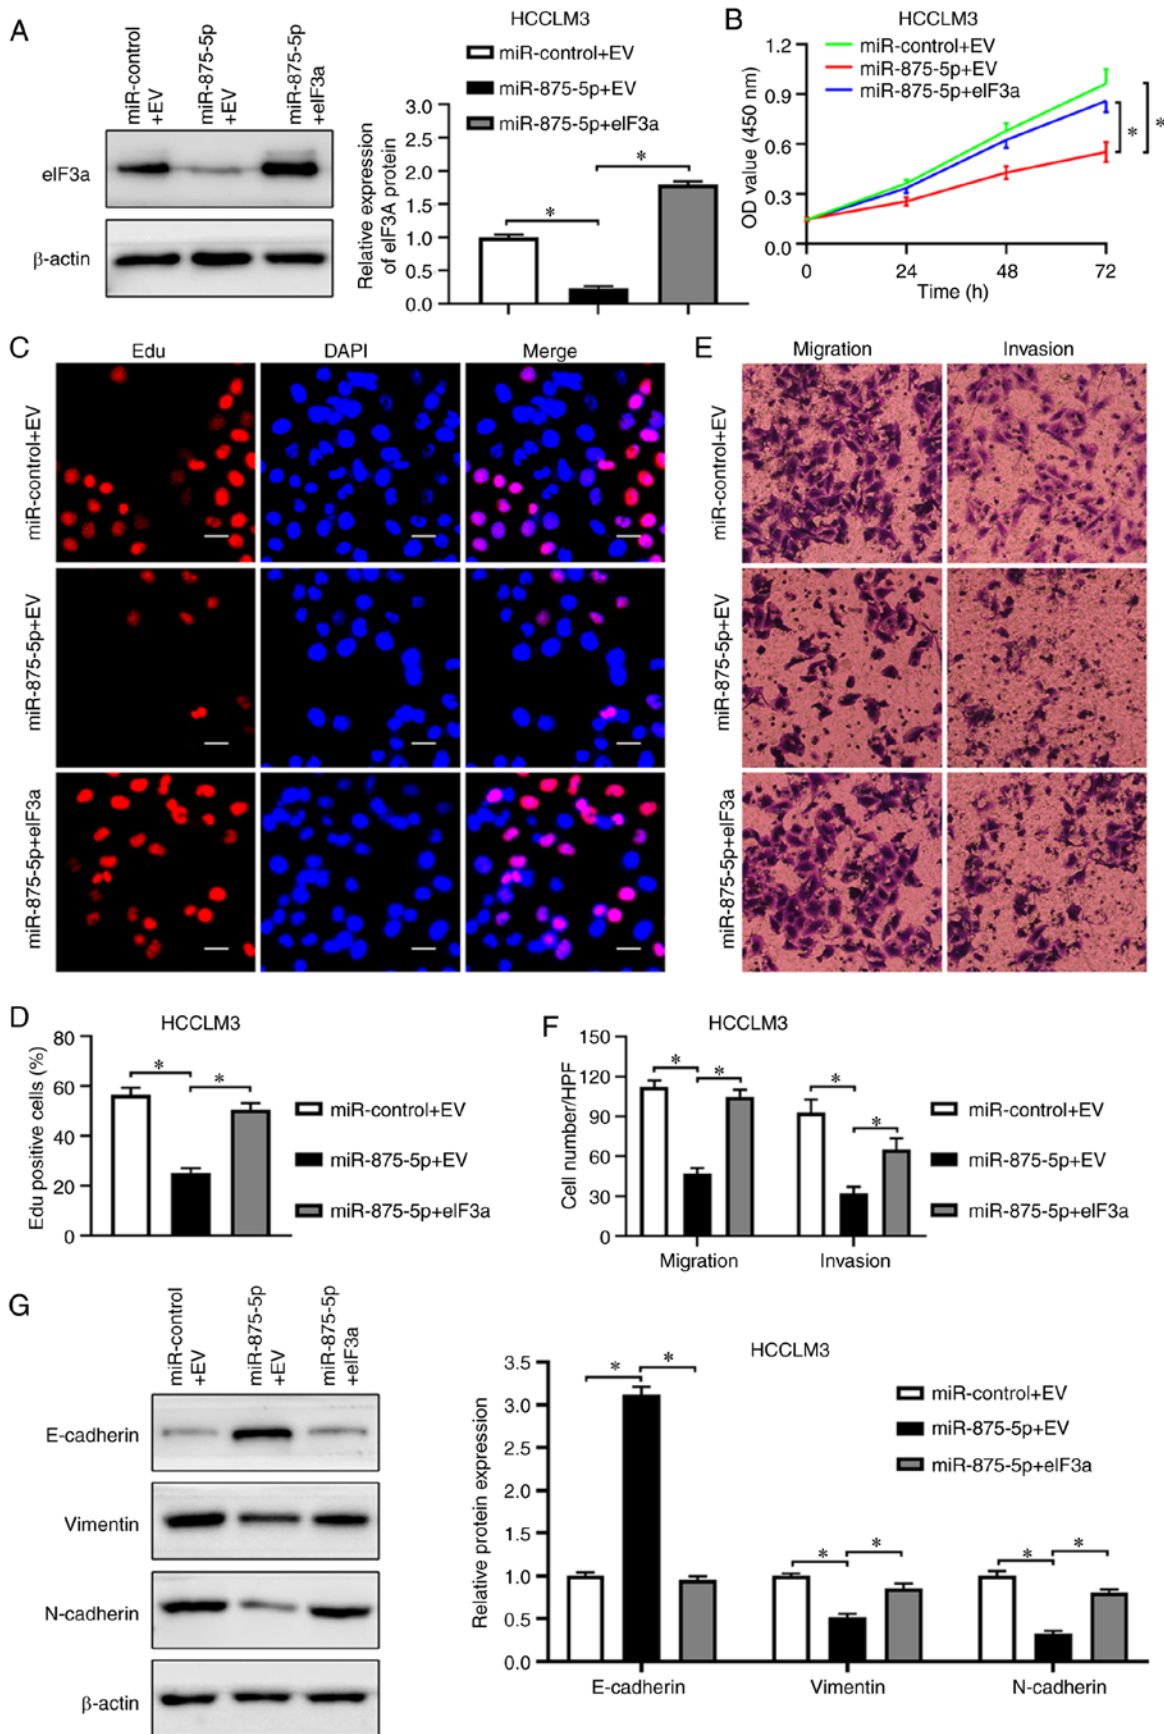 A
miR-control
+EV
miR-875-5p
+EV
miR-875-5p
+eIF3a
eIF3a
β-actin
HCCLM3
miR-control+EV
miR-875-5p+EV
miR-875-5p+eIF3a
Relative expression
of eIF3A protein
3.0
2.5
2.0
1.5
1.0
0.5
0.0
*
*
B
HCCLM3
miR-control+EV
miR-875-5p+EV
miR-875-5p+eIF3a
OD value (450 nm)
1.2
0.9
0.6
0.3
0.0
0
24
48
72
Time (h)
*
*
C
Edu
DAPI
Merge
miR-control+EV
miR-875-5p+EV
miR-875-5p+eIF3a
E
Migration
Invasion
miR-control+EV
miR-875-5p+EV
miR-875-5p+eIF3a
D
HCCLM3
Edu positive cells (%)
80
60
40
20
0
*
*
miR-control+EV
miR-875-5p+EV
miR-875-5p+eIF3a
F
HCCLM3
Cell number/HPF
150
120
90
60
30
0
*
*
*
*
Migration
Invasion
miR-control+EV
miR-875-5p+EV
miR-875-5p+eIF3a
G
miR-control
+EV
miR-875-5p
+EV
miR-875-5p
+eIF3a
E-cadherin
Vimentin
N-cadherin
β-actin
HCCLM3
miR-control+EV
miR-875-5p+EV
miR-875-5p+eIF3a
Relative protein expression
3.5
3.0
2.5
2.0
1.5
1.0
0.5
0.0
*
*
*
*
*
*
E-cadherin
Vimentin
N-cadherin